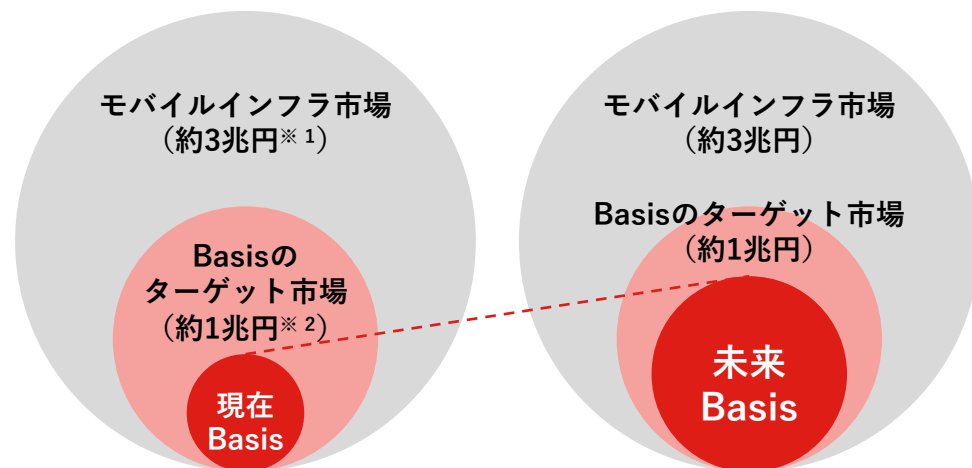 モバイルインフラ市場
（約3兆円※1）
Basisの
ターゲット市場
（約1兆円※2）
現在
Basis
モバイルインフラ市場
（約3兆円）
Basisのターゲット市場
（約1兆円）
未来
Basis